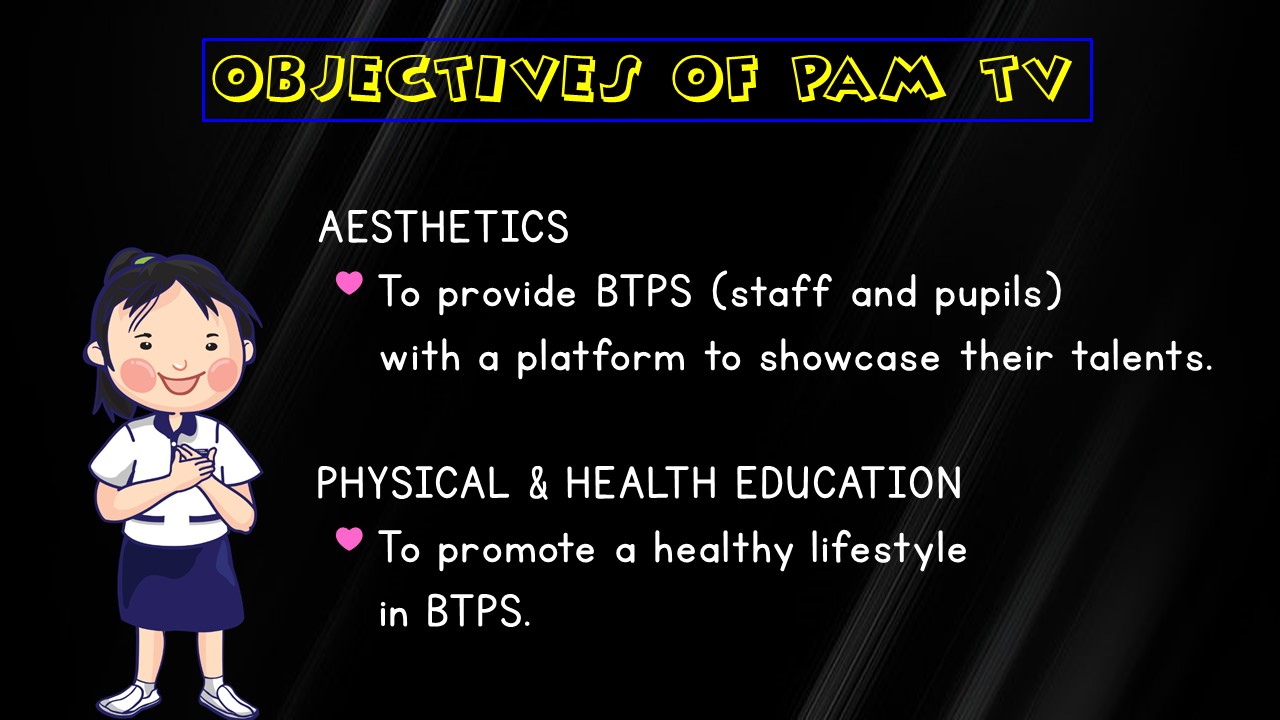 OBJECTIVES OF PAM TV
AESTHETICS
To provide BTPS (staff and pupils)
with a platform to showcase their talents.
PHYSICAL & HEALTH EDUCATION
To promote a healthy lifestyle
in BTPS.